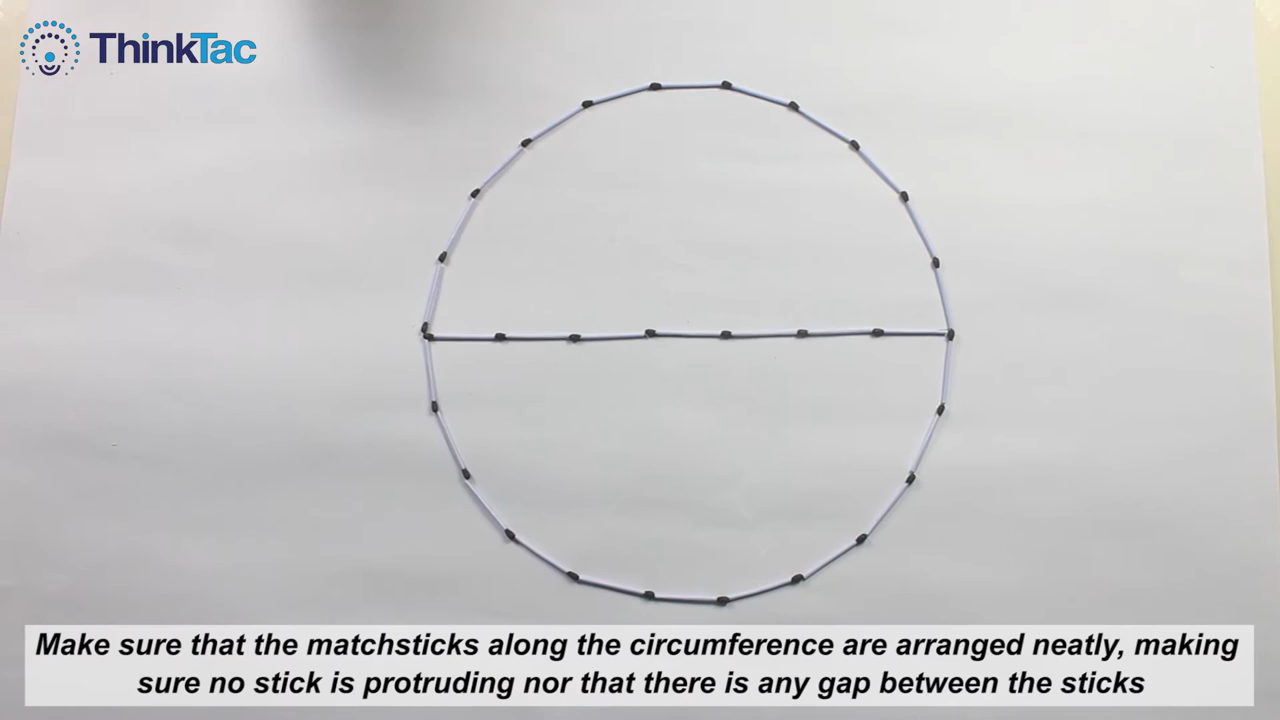 ThinkTac
Make sure that the matchsticks along the circumference are arranged neatly, making
sure no stick is protruding nor that there is any gap between the sticks